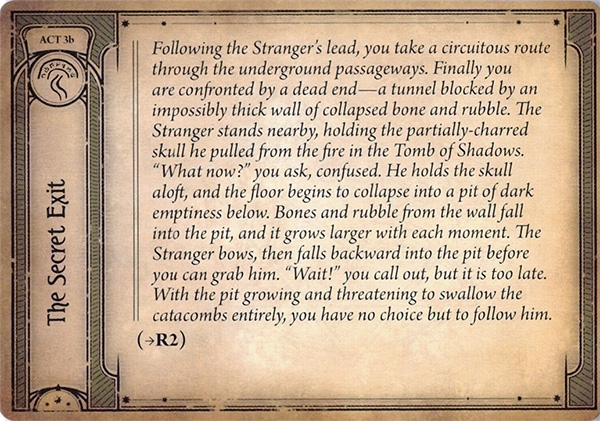 ACT 3b
The Secret Exit
Following the Stranger’s lead, you take a circuitous route
through the underground passageways. Finally you
are confronted by a dead end—a tunnel blocked by an
impossibly thick wall of collapsed bone and rubble. The
Stranger stands nearby, holding the partially-charred
skull he pulled from the fire in the Tomb of Shadows.
“What now?” you ask, confused. He holds the skull
aloft, and the floor begins to collapse into a pit of dark
emptiness below. Bones and rubble from the wall fall
into the pit, and it grows larger with each moment. The
Stranger bows, then falls backward into the pit before
you can grab him. “Wait!” you call out, but it is too late.
With the pit growing and threatening to swallow the
catacombs entirely, you have no choice but to follow him.
(→R2)